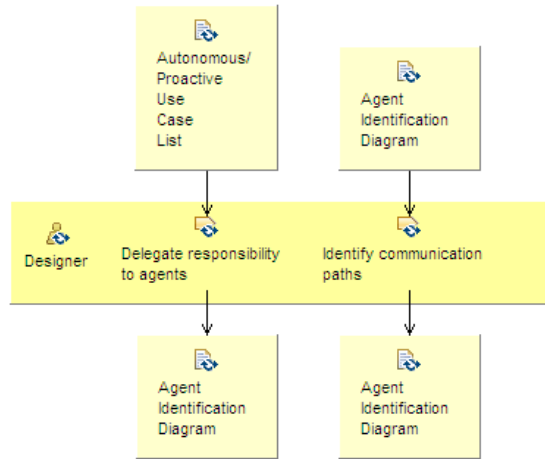 Autonomous/
Proactive
Use
Case
List
Agent
Identification
Diagram
Designer
Delegate responsibility
to agents
Identify communication
paths
Agent
Identification
Diagram
Agent
Identification
Diagram